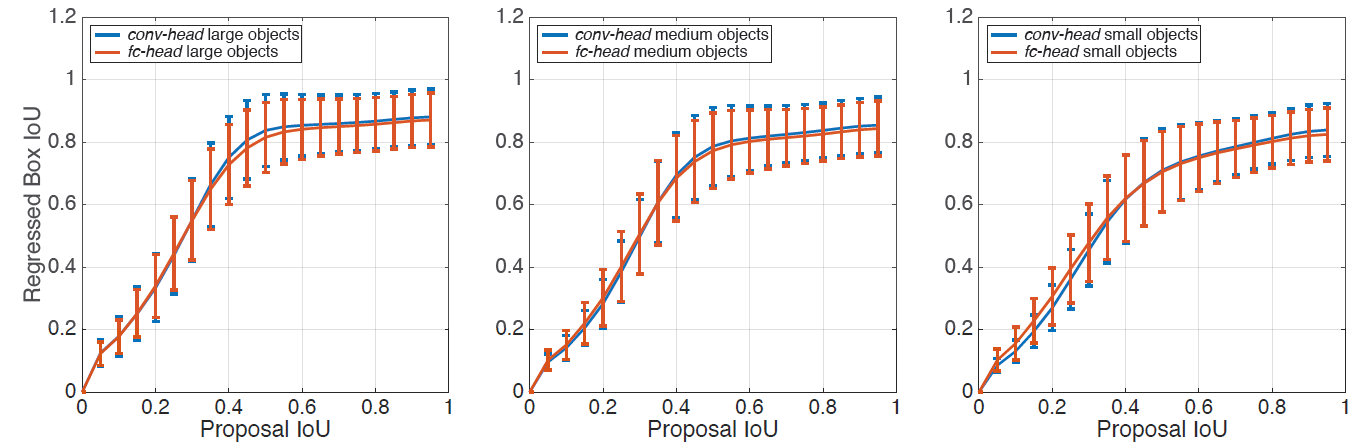 Regressed Box IoU
1.2
1
0.8
0.6
0.4
0.2
0
conv-head large objects
fc-head large objects
0 0.2 0.4 0.6 0.8 1
Proposal IoU
1.2
1
0.8
0.6
0.4
0.2
0
conv-head medium objects
fc-head medium objects
0 0.2 0.4 0.6 0.8 1
Proposal IoU
1.2
1
0.8
0.6
0.4
0.2
0
conv-head small objects
fc-head small objects
0 0.2 0.4 0.6 0.8 1
Proposal IoU